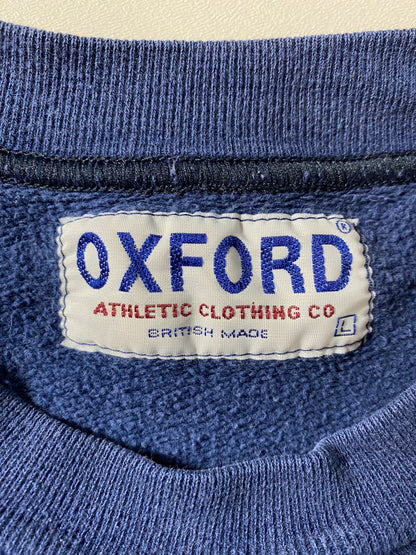 OXFORD®
ATHLETIC CLOTHING CO
BRITISH MADE
L